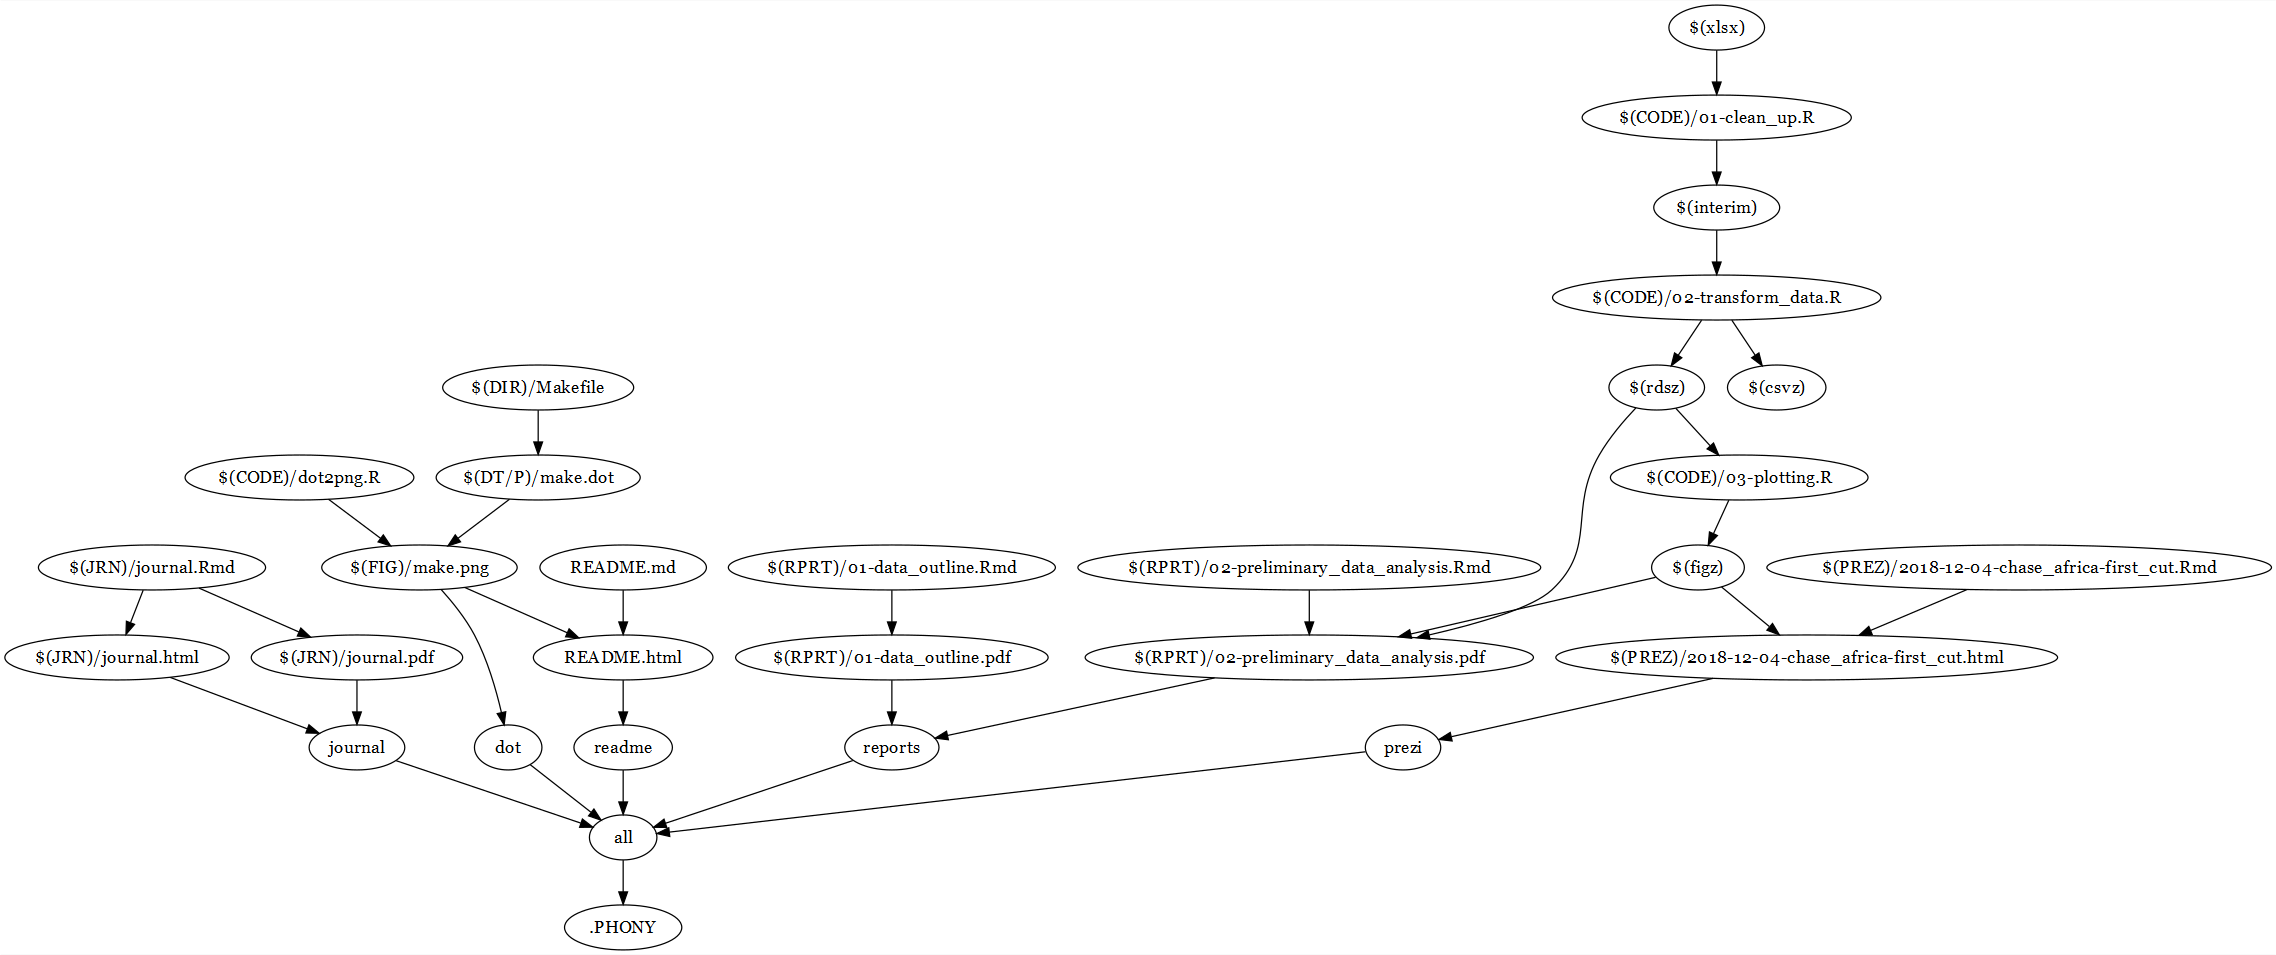 $(xlsx)
$(CODE)/01-clean_up.R
$(interim)
$(CODE)/02-transform_data.R
$(DIR)/Makefile
$(rdsz)
$(csvz)
$(CODE)/dot2png.R
$(DT/P)/make.dot
$(CODE)/03-plotting.R
$(JRN)/journal.Rmd
$(FIG)/make.png
README.md
$(RPRT)/01-data_outline.Rmd
$(RPRT)/02-preliminary_data_analysis.Rmd
$(figz)
$(PREZ)/2018-12-04-chase_africa-first_cut.Rmd
$(JRN)/journal.html
$(JRN)/journal.pdf
README.html
$(RPRT)/01-data_outline.pdf
$(RPRT)/02-preliminary_data_analysis.pdf
$(PREZ)/2018-12-04-chase_africa-first_cut.html
journal
dot
readme
reports
prezi
all
.PHONY